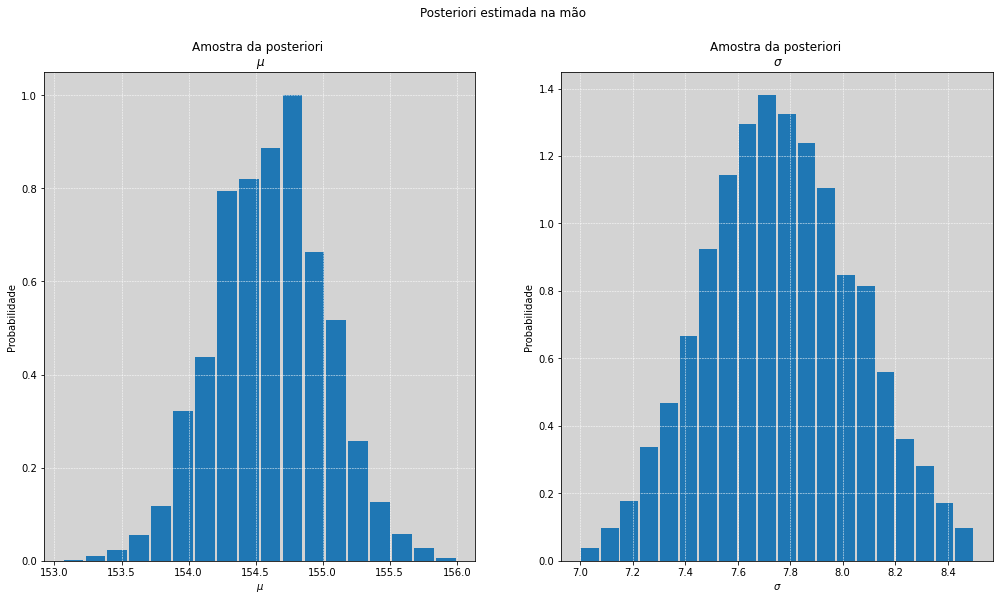 Posteriori estimada na mão
Amostra da posteriori
μ
Probabilidade
1.0
0.8
0.6
0.4
0.2
0.0
153.0 153.5 154.0 154.5 155.0 155.5 156.0
μ
Amostra da posteriori
σ
Probabilidade
1.4
1.2
1.0
0.8
0.6
0.4
0.2
0.0
7.0 7.2 7.4 7.6 7.8 8.0 8.2 8.4
σ